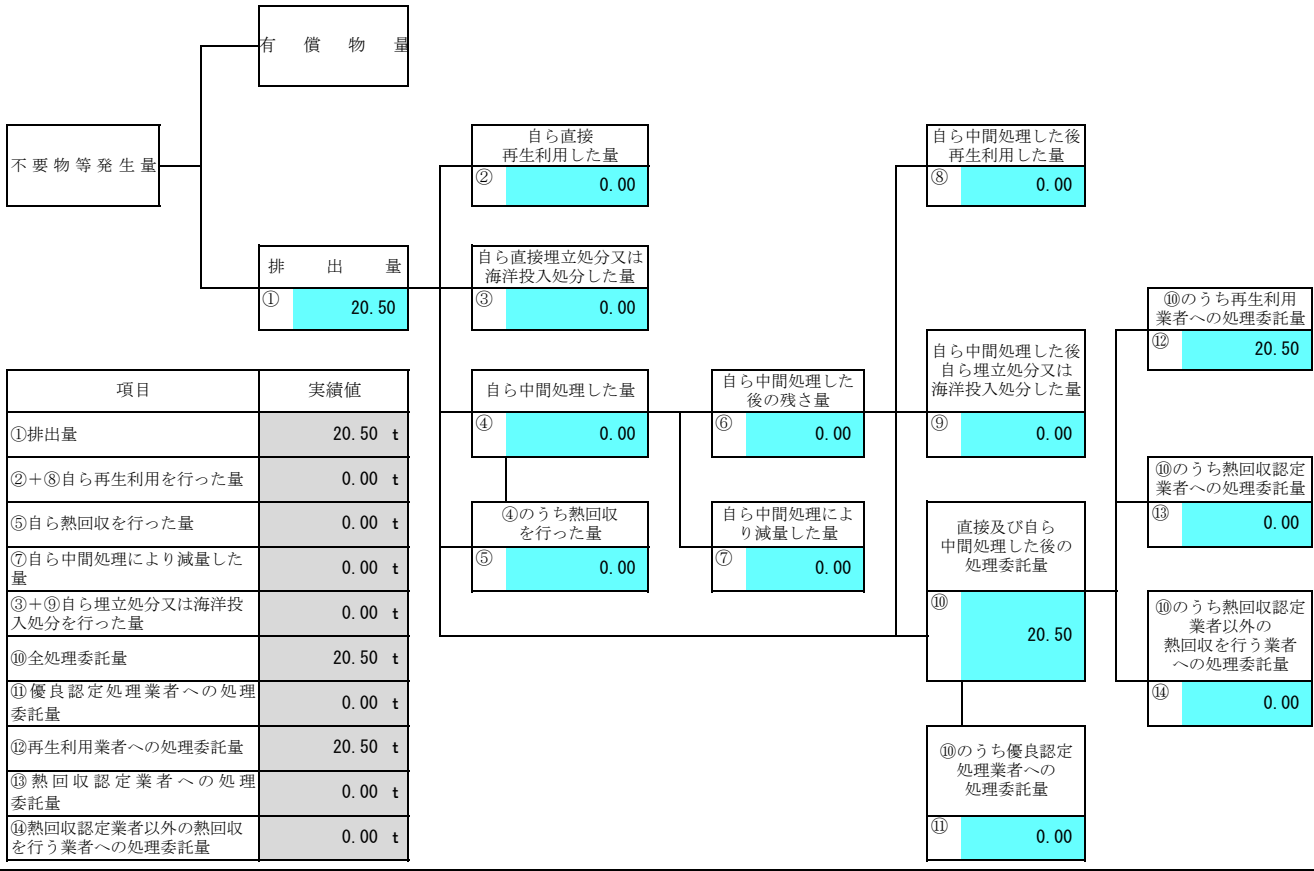 有償物量
不要物等発生量
排出量
① 20.50
自ら直接
再生利用した量
② 0.00
自ら直接埋立処分又は
海洋投入処分した量
③ 0.00
自ら中間処理した量
④ 0.00
④のうち熱回収
を行った量
⑤ 0.00
自ら中間処理した
後の残さ量
⑥ 0.00
自ら中間処理によ
り減量した量
⑦ 0.00
自ら中間処理した後
再生利用した量
⑧ 0.00
自ら中間処理した後
自ら埋立処分又は
海洋投入処分した量
⑨ 0.00
直接及び自ら
中間処理した後の
処理委託量
⑩ 20.50
⑩のうち優良認定
処理業者への
処理委託量
⑪ 0.00
⑩のうち再生利用
業者への処理委託量
⑫ 20.50
⑩のうち熱回収認定
業者への処理委託量
⑬ 0.00
⑩のうち熱回収認定
業者以外の
熱回収を行う業者
への処理委託量
⑭ 0.00
項目 実績値
①排出量 20.50 t
②+⑧自ら再生利用を行った量 0.00 t
⑤自ら熱回収を行った量 0.00 t
⑦自ら中間処理により減量した
量 0.00 t
③+⑨自ら埋立処分又は海洋投
入処分を行った量 0.00 t
⑩全処理委託量 20.50 t
⑪優良認定処理業者への処理
委託量 0.00 t
⑫再生利用業者への処理委託量 20.50 t
⑬熱回収認定業者への処理
委託量 0.00 t
⑭熱回収認定業者以外の熱回収
を行う業者への処理委託量 0.00 t